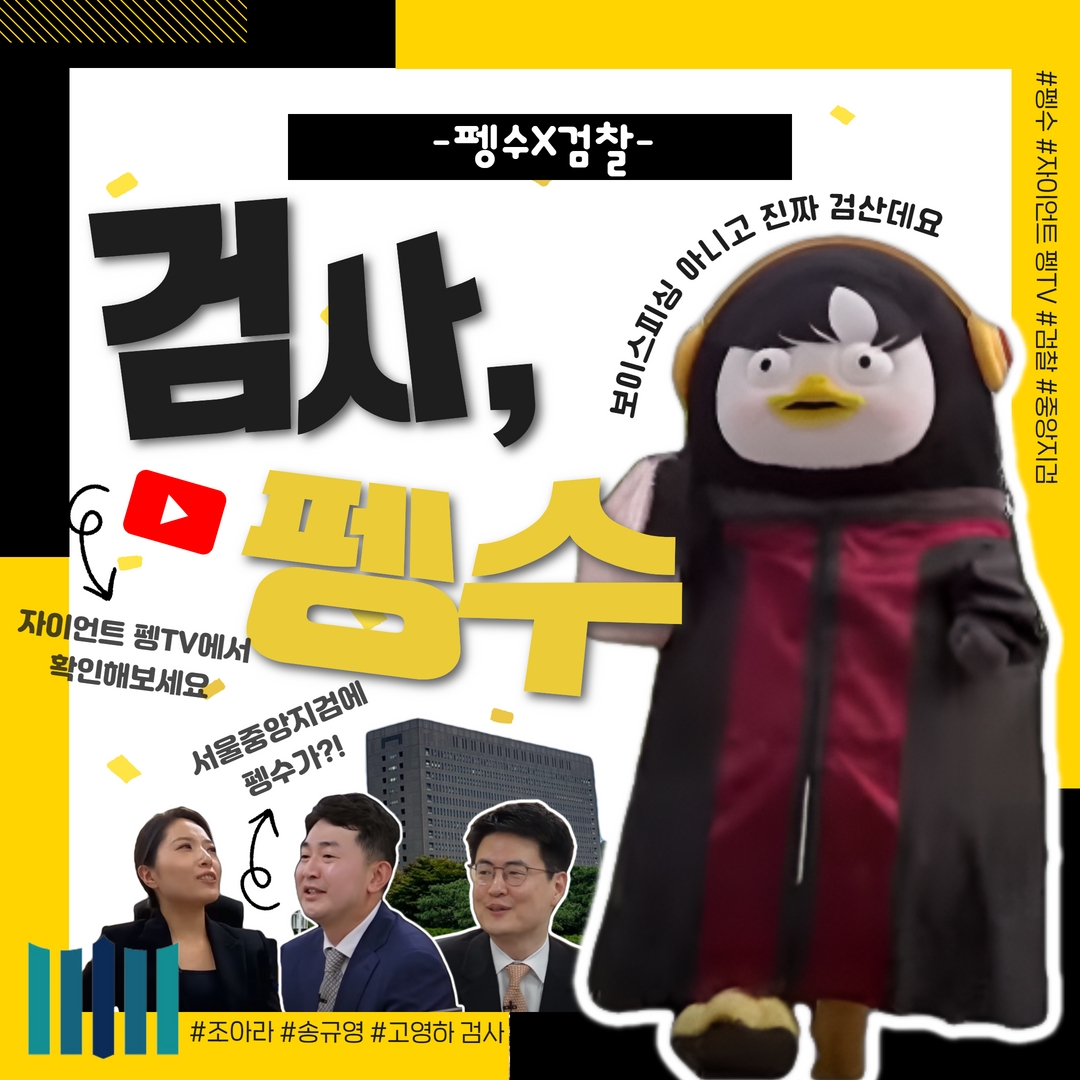 -펭수X검찰-
검사,
펭수
보이스피싱 아니고 진짜 검산데요
#펭수 #자이언트 펭TV #검찰 #중앙지검
자이언트 펭TV에서
확인해보세요
서울중앙지검에
펭수가?!
#조아라 #송규영 #고영하 검사